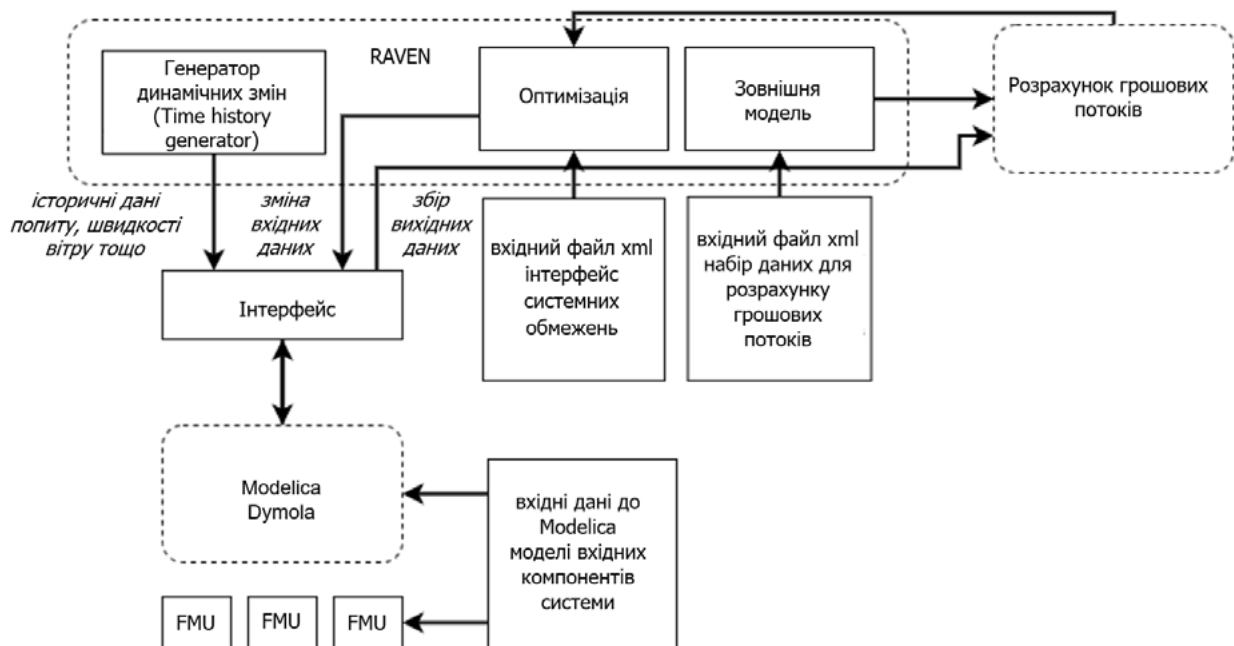 RAVEN
Генератор
динамічних змін
(Time history
generator)
Оптимізація
Зовнішня
модель
Розрахунок грошових
потоків
історичні дані
попиту, швидкості
вітру тощо
зміна
вхідних
даних
збір
вихідних
даних
вхідний файл xml
інтерфейс
системних
обмежень
вхідний файл xml
набір даних для
розрахунку
грошових
потоків
Інтерфейс
Modelica
Dymola
вхідні дані до
Modelica
моделі вхідних
компонентів
системи
FMU
FMU
FMU